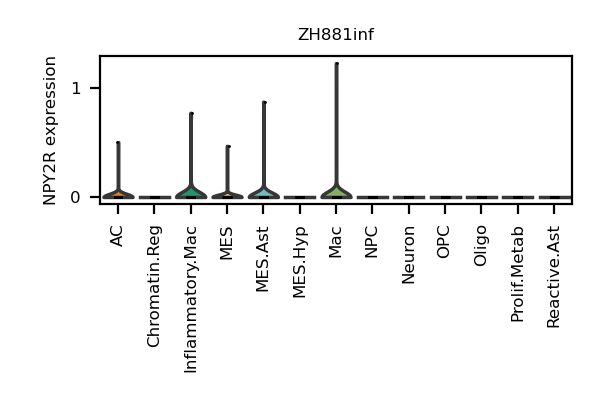 ZH881inf
NPY2R expression
1
0
AC
Chromatin.Reg
Inflammatory.Mac
MES
MES.Ast
MES.Hyp
Mac
NPC
Neuron
OPC
Oligo
Prolif.Metab
Reactive.Ast